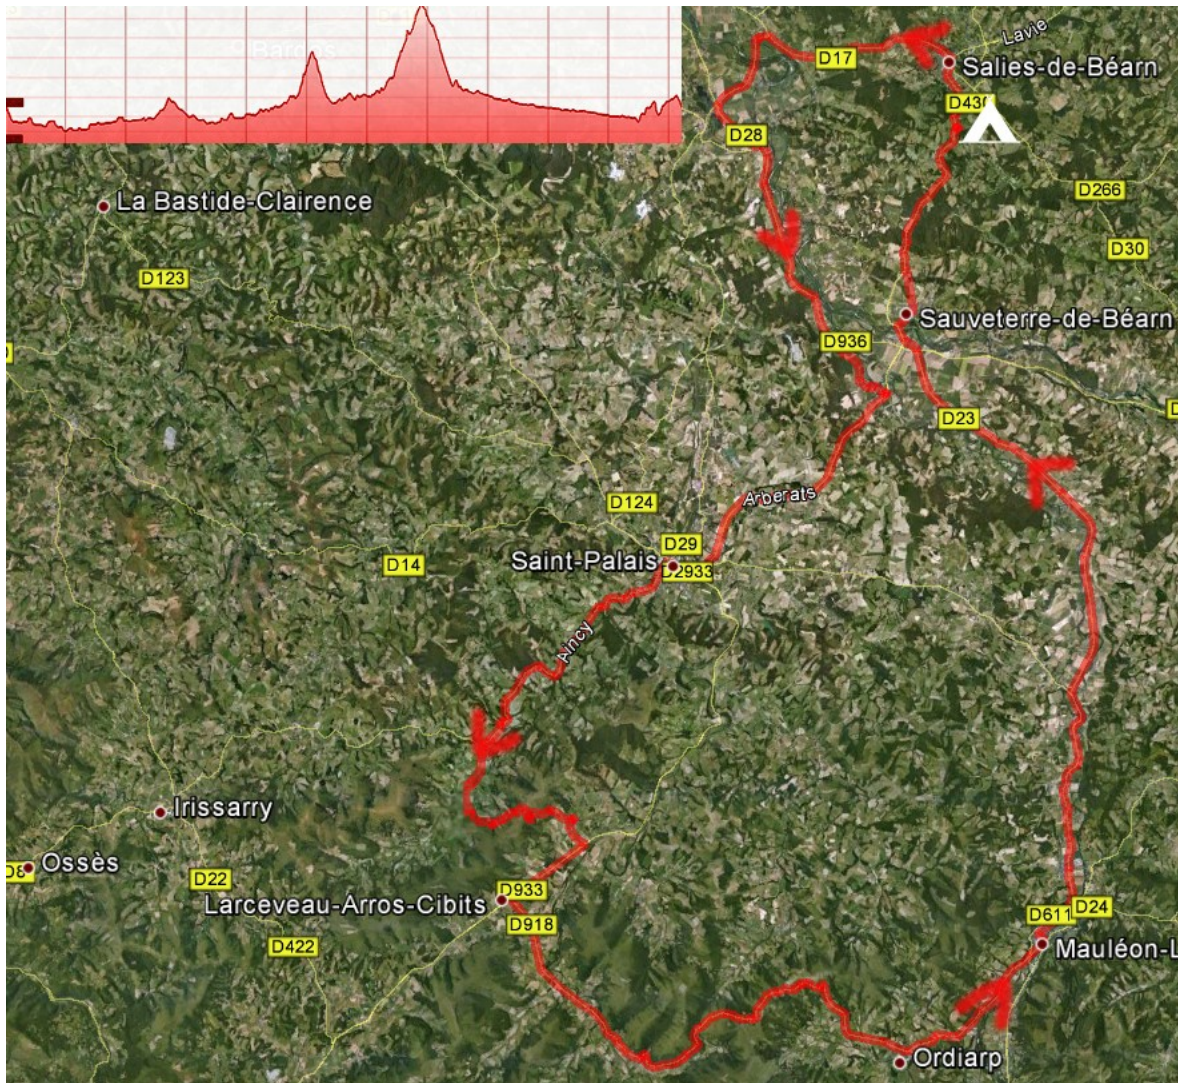 Bardos
Lavie
D17
Salies-de-Béarn
D430
D28
La Bastide-Clairence
D266
D123
D30
Sauveterre-de-Béarn
D936
D23
Arberats
D124
D29
Saint-Palais
D2933
D14
Aincy
Irissarry
Ossès
D8
D22
D933
Larceveau-Arros-Cibits
D918
D422
D24
D611
Mauléon-L
Ordiarp